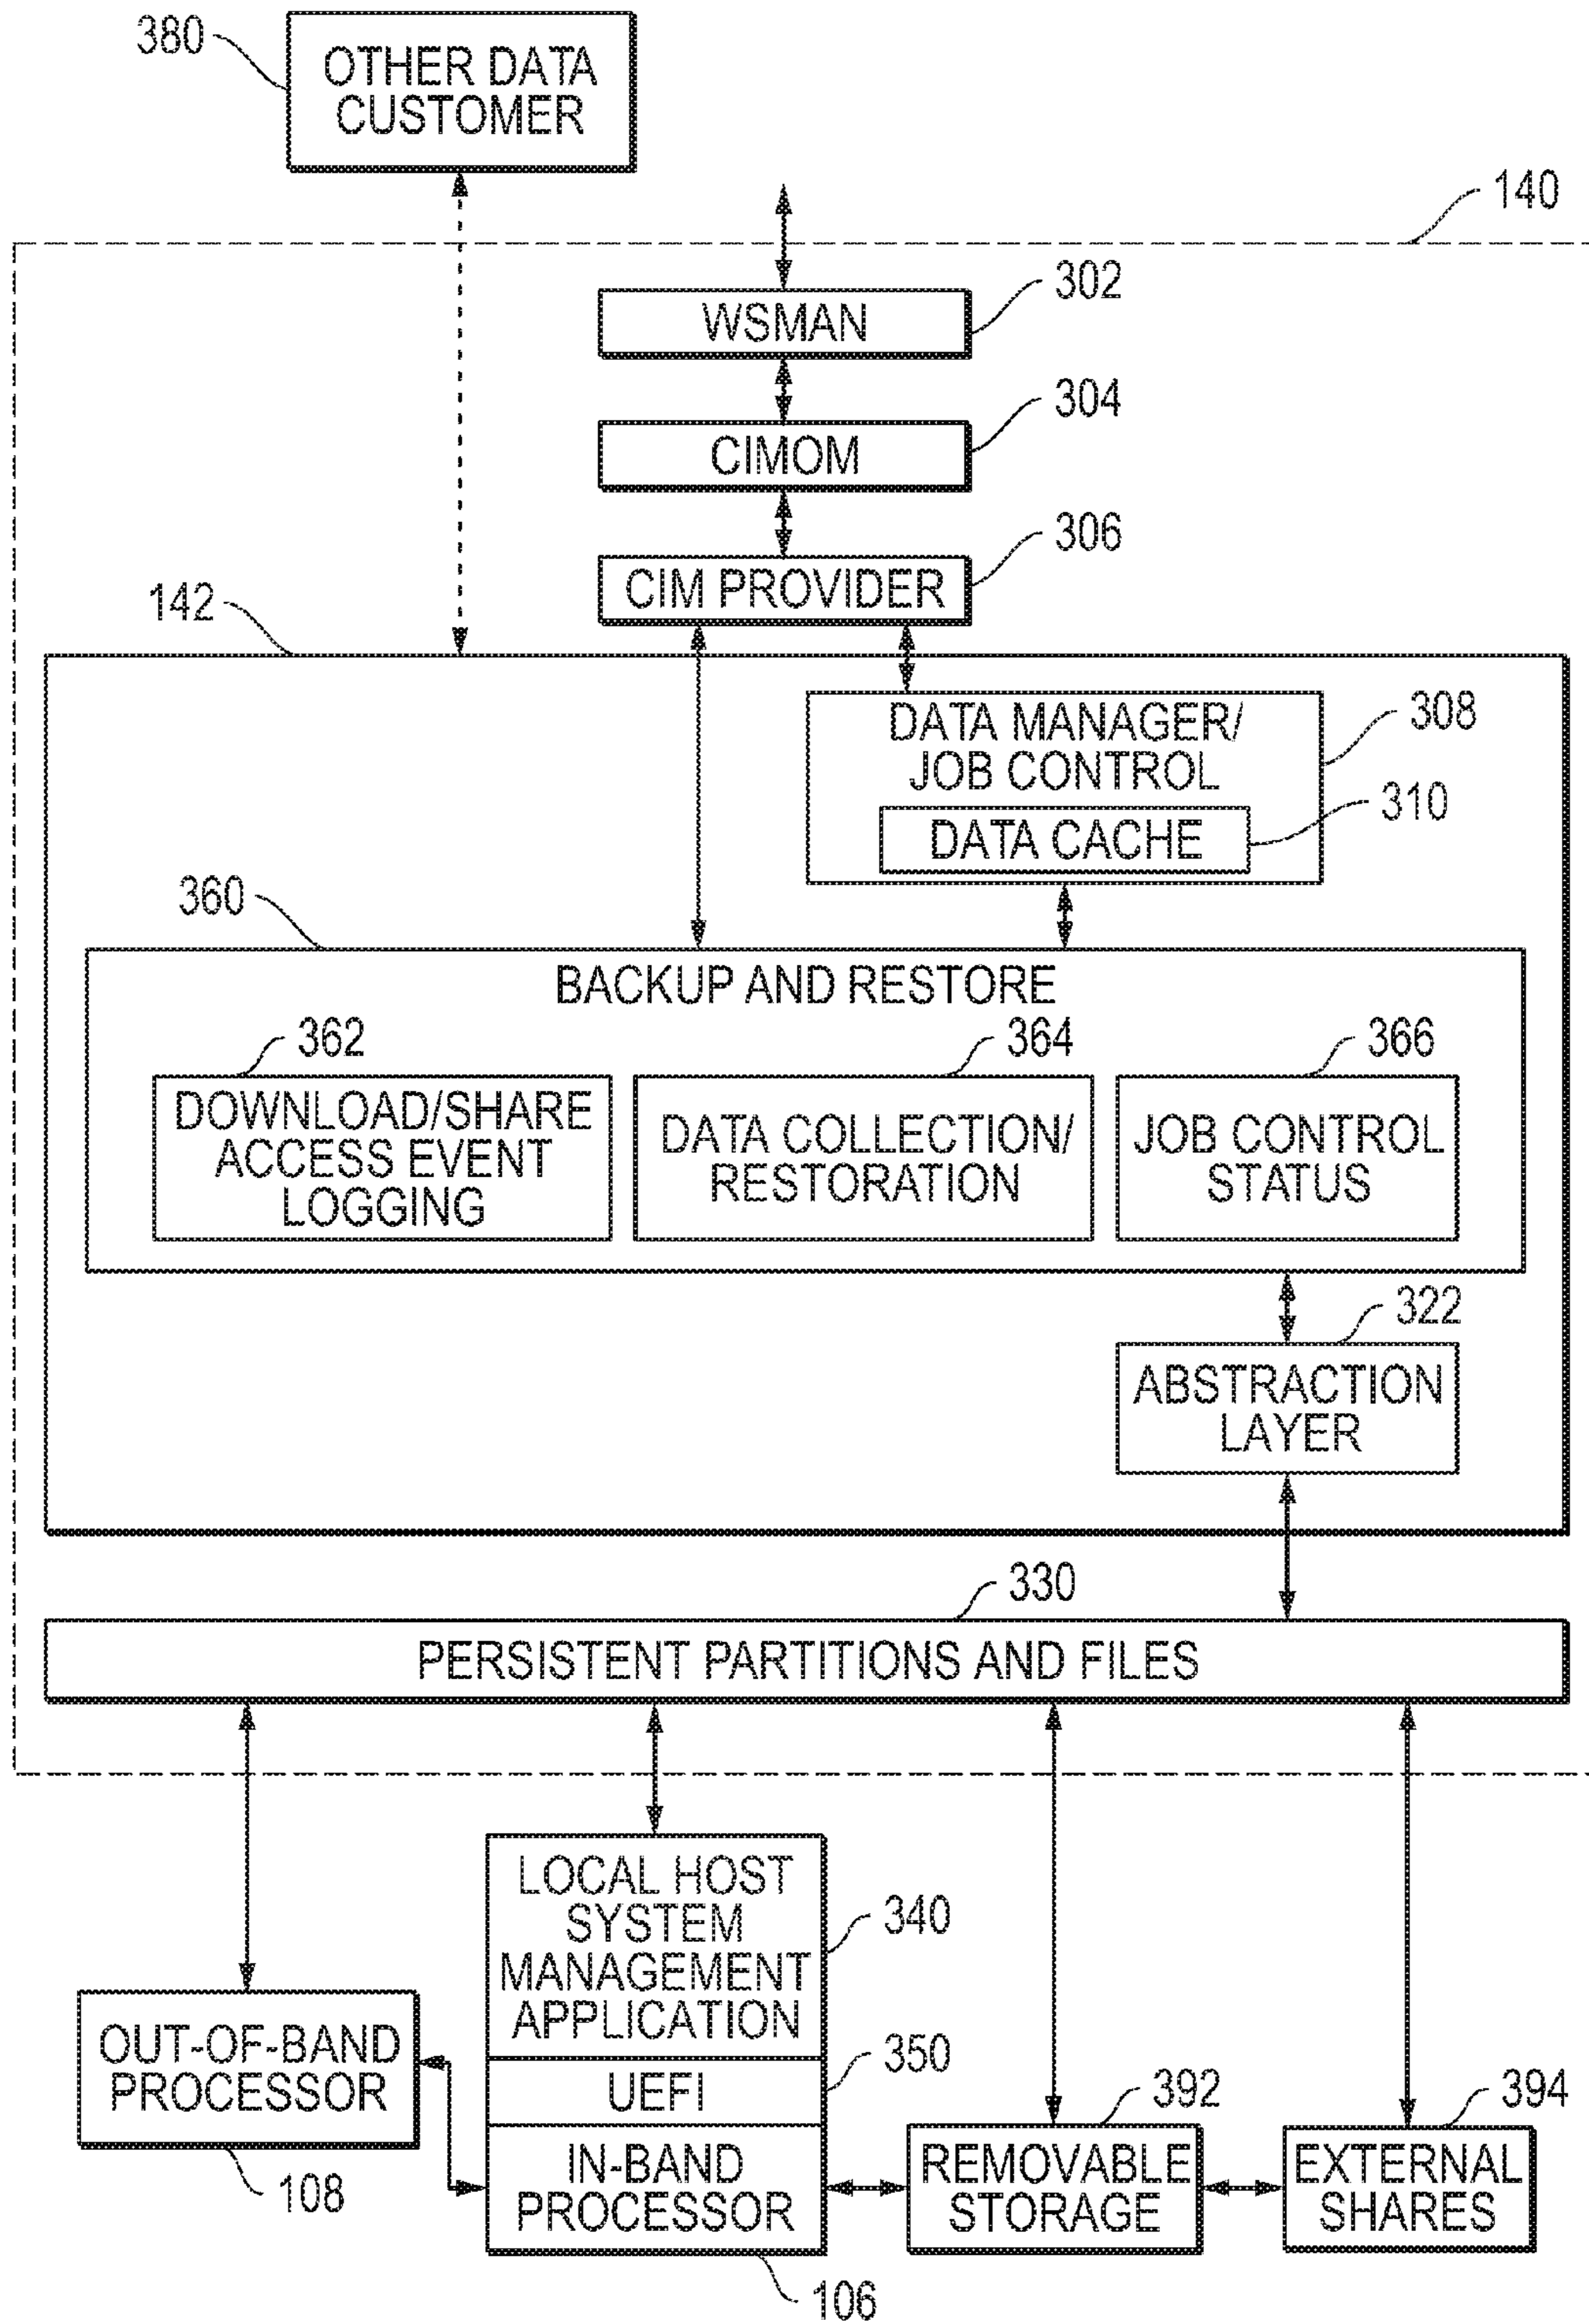 380
OTHER DATA
CUSTOMER
140
302
WSMAN
304
CIMOM
306
CIM PROVIDER
142
DATA MANAGER/
JOB CONTROL
308
310
DATA CACHE
360
BACKUP AND RESTORE
362
364
366
DOWNLOAD/SHARE
ACCESS EVENT
LOGGING
DATA COLLECTION/
RESTORATION
JOB CONTROL
STATUS
322
ABSTRACTION
LAYER
330
PERSISTENT PARTITIONS AND FILES
LOCAL HOST
SYSTEM
MANAGEMENT
APPLICATION
340
OUT-OF-BAND
PROCESSOR
108
UEFI
350
IN-BAND
PROCESSOR
106
392
REMOVABLE
STORAGE
394
EXTERNAL
SHARES